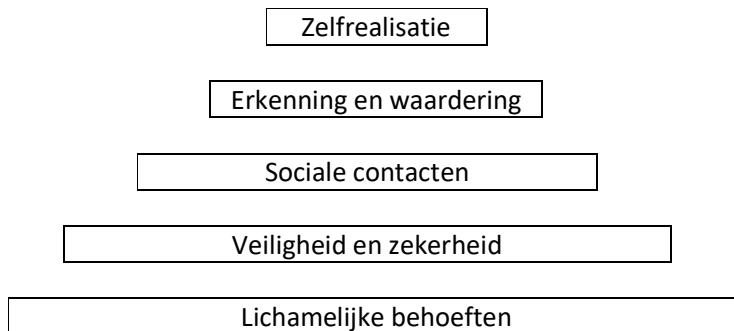 Zelfrealisatie
Erkenning en waardering
Sociale contacten
Veiligheid en zekerheid
Lichamelijke behoeften